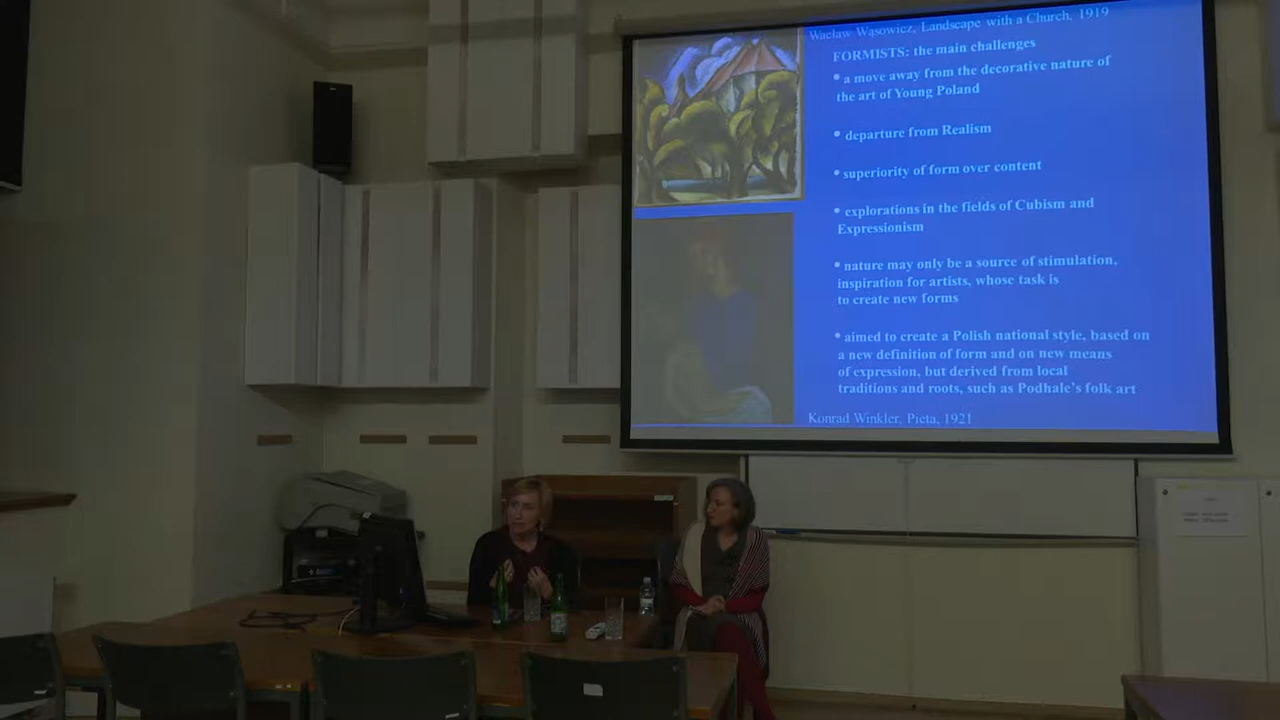 Wacław Wąsowicz, Landscape with a Church, 1919
FORMISTS: the main challenges
• a move away from the decorative nature of
the art of Young Poland
• departure from Realism
• superiority of form over content
• explorations in the fields of Cubism and
Expressionism
• nature may only be a source of stimulation,
inspiration for artists, whose task is
to create new forms
• aimed to create a Polish national style, based on
a new definition of form and on new means
of expression, but derived from local
traditions and roots, such as Podhale's folk art
Konrad Winkler, Pieta, 1921